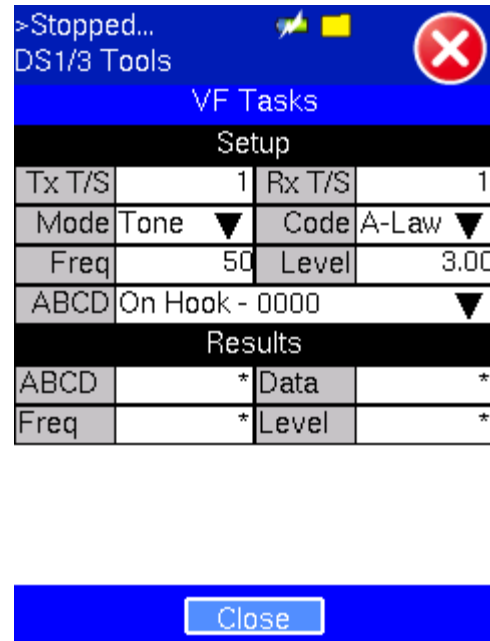 >Stopped...
DS1/3 Tools
VF Tasks
Setup
Tx T/S 1 Rx T/S 1
Mode Tone Code A-Law
Freq 50 Level 3.00
ABCD On Hook - 0000
Results
ABCD * Data *
Freq * Level *
Close